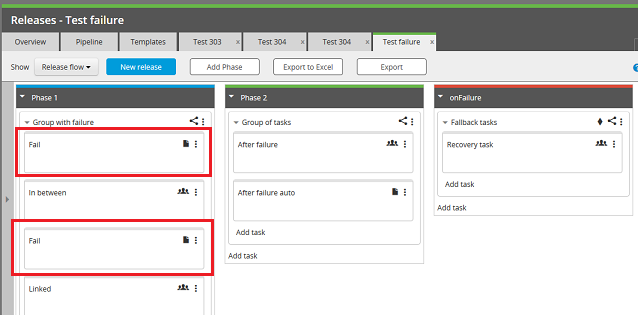 Releases - Test failure
Overview
Pipeline
Templates
Test 303 x
Test 304 x
Test 304 x
Test failure x
Show
Release flow
New release
Add Phase
Export to Excel
Export
Phase 1
Group with failure
Fail
In between
Fail
Linked
Phase 2
Group of tasks
After failure
After failure auto
Add task
Add task
onFailure
Fallback tasks
Recovery task
Add task
Add task